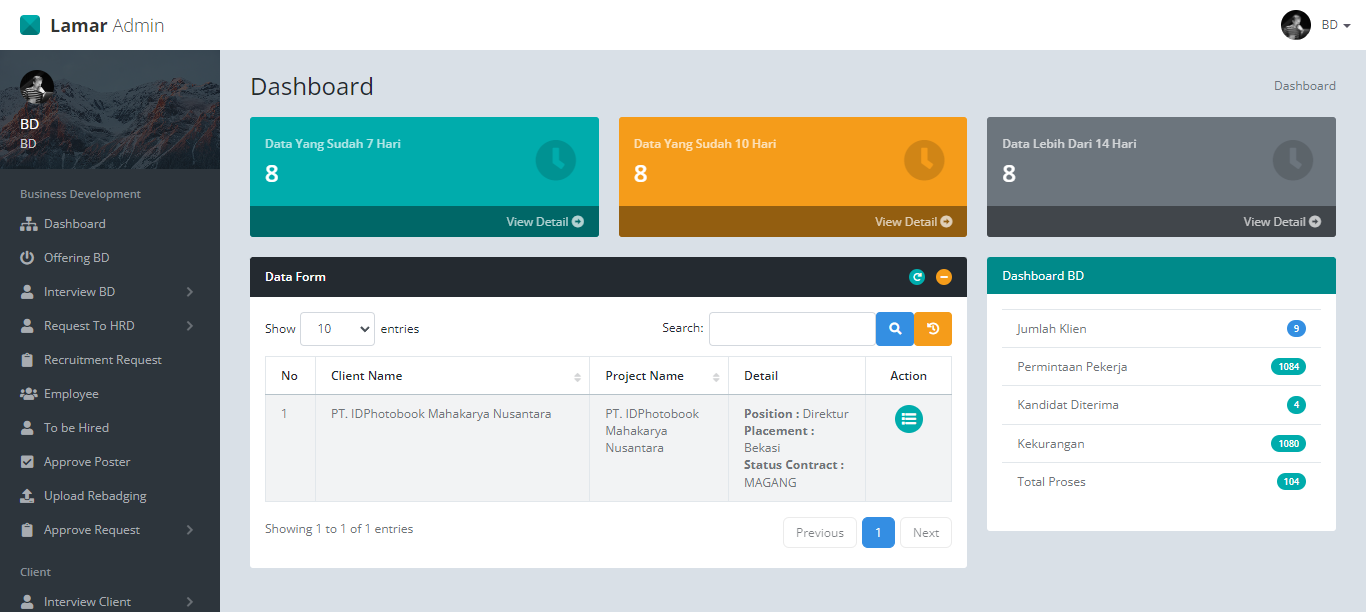 Lamar Admin
BD
BD
BD
Business Development
Dashboard
Offering BD
Interview BD
Request To HRD
Recruitment Request
Employee
To be Hired
Approve Poster
Upload Rebadging
Approve Request
Client
Interview Client
Dashboard
Dashboard
Data Yang Sudah 7 Hari
8
View Detail
Data Yang Sudah 10 Hari
8
View Detail
Data Lebih Dari 14 Hari
8
View Detail
Data Form
Show 10 entries
Search:
No Client Name Project Name Detail Action
1 PT. IDPhotobook Mahakarya Nusantara
PT. IDPhotobook
Mahakarya
Nusantara
Position : Direktur
Placement :
Bekasi
Status Contract :
MAGANG
Showing 1 to 1 of 1 entries
Previous 1 Next
Dashboard BD
Jumlah Klien 9
Permintaan Pekerja 1084
Kandidat Diterima 4
Kekurangan 1080
Total Proses 104